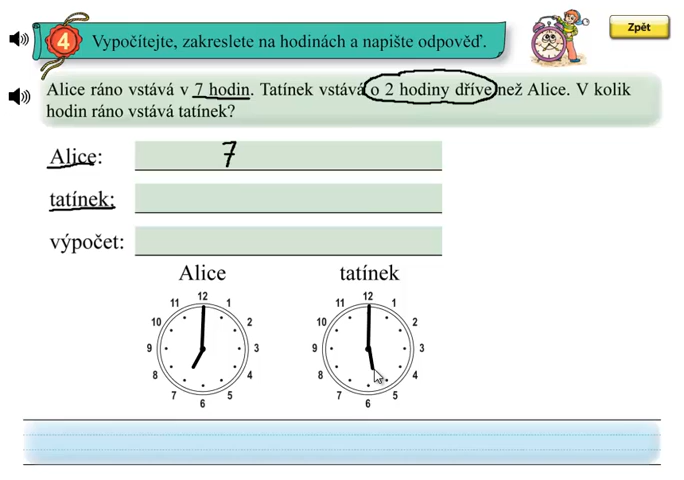 Zpět
4 Vypočítejte, zakreslete na hodinách a napište odpověď.
Alice ráno vstává v 7 hodin. Tatínek vstává o 2 hodiny dříve než Alice. V kolik
hodin ráno vstává tatínek?
Alice: 7
tatínek:
výpočet:
Alice tatínek
12 1 2 3 4 5 6 7 8 9 10 11
12 1 2 3 4 5 6 7 8 9 10 11